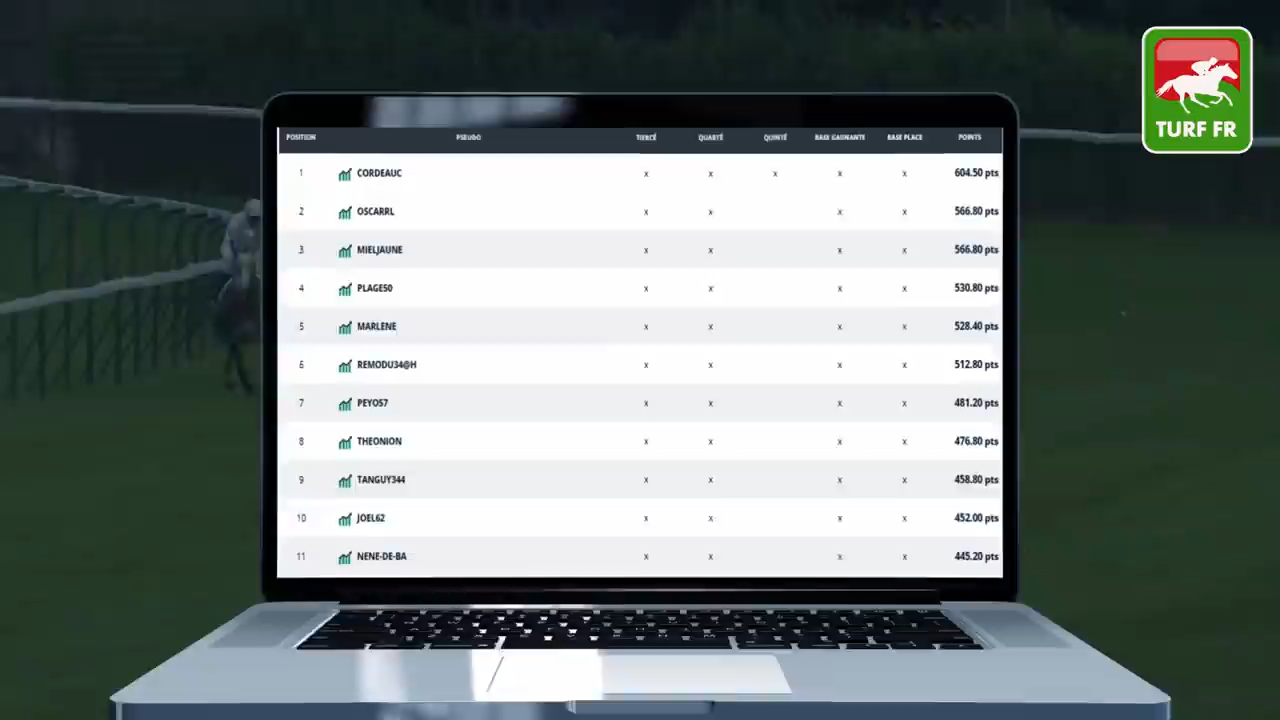 TURF FR
POSITION PSEUDO TIERCÉ QUARTÉ QUINTÉ BASE GAGNANTE BASE PLACE POINTS
1 CORDEAUC x x x x x 604.50 pts
2 OSCARRL x x x x 566.80 pts
3 MIELJAUNE x x x x 566.80 pts
4 PLAGE50 x x x x 530.80 pts
5 MARLENE x x x x 528.40 pts
6 REMODU34@H x x x x 512.80 pts
7 PEYO57 x x x x 481.20 pts
8 THEONION x x x x 476.80 pts
9 TANGUY344 x x x x 458.80 pts
10 JOEL62 x x x x 452.00 pts
11 NENE-DE-BA x x x x 445.20 pts